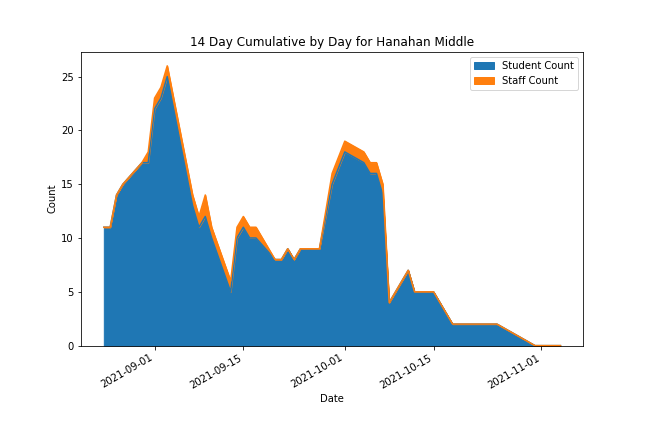 14 Day Cumulative by Day for Hanahan Middle
Student Count
Staff Count
25
20
15
10
5
0
Count
2021-09-01
2021-09-15
2021-10-01
2021-10-15
2021-11-01
Date